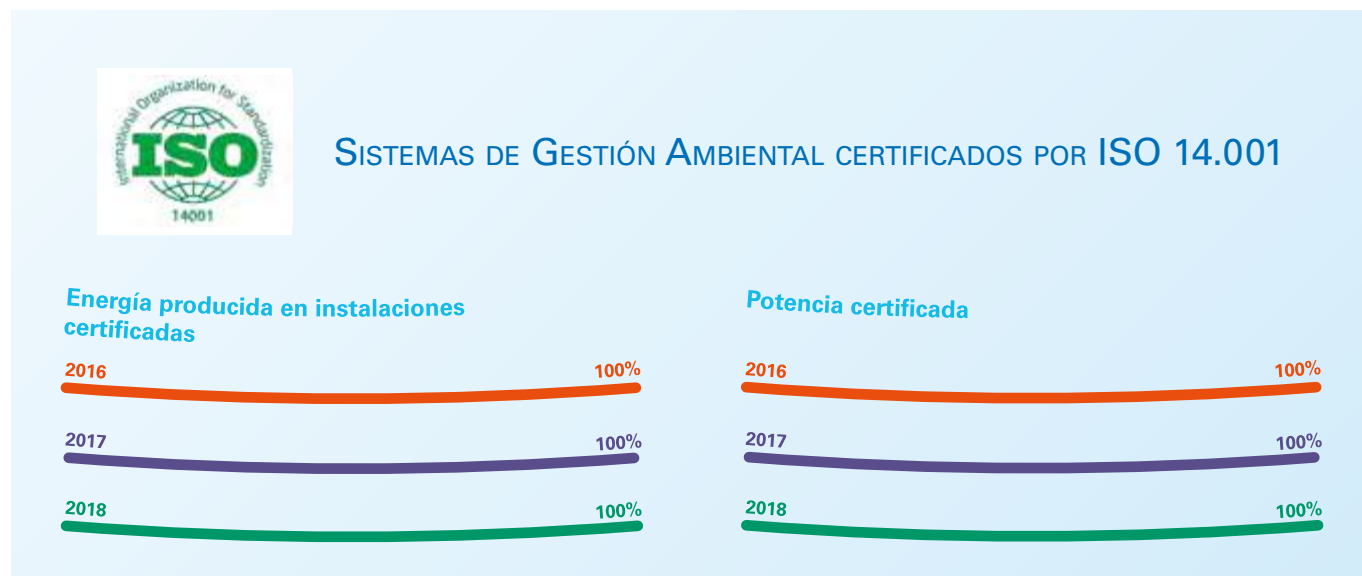 International Organization for Standardization
ISO
14001
SISTEMAS DE GESTIÓN AMBIENTAL CERTIFICADOS POR ISO 14.001
Energía producida en instalaciones
certificadas
2016 100%
2017 100%
2018 100%
Potencia certificada
2016 100%
2017 100%
2018 100%